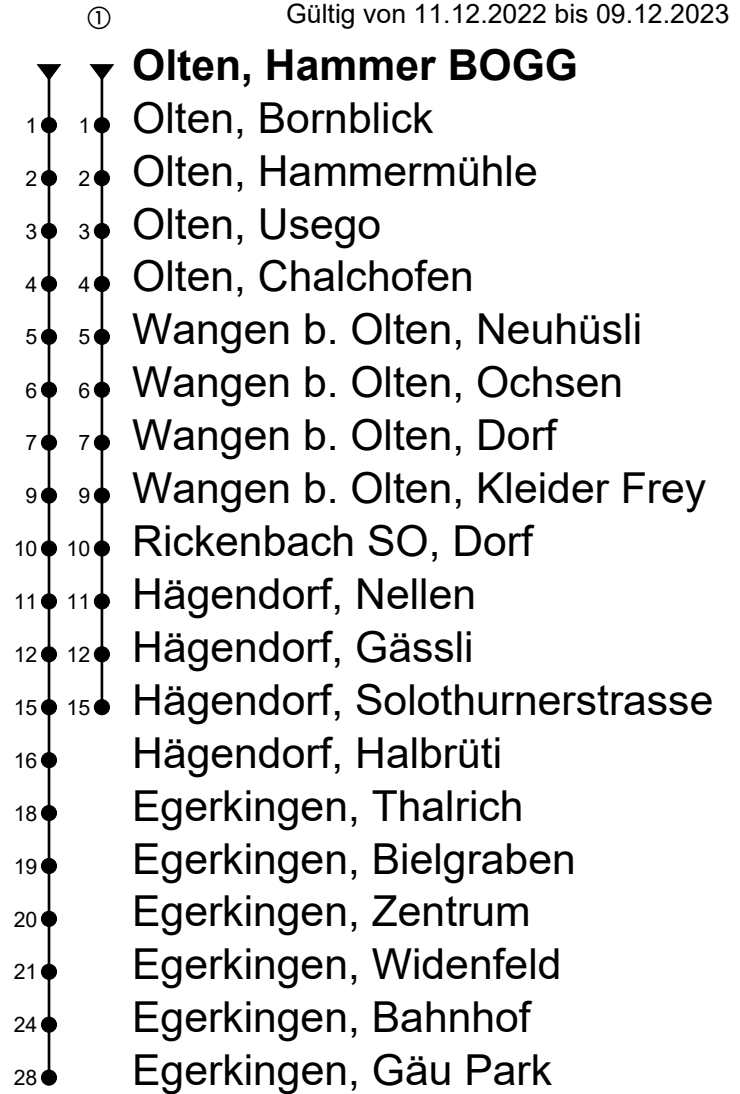 ① Gültig von 11.12.2022 bis 09.12.2023
Olten, Hammer BOGG
1 1 Olten, Bornblick
2 2 Olten, Hammermühle
3 3 Olten, Usego
4 4 Olten, Chalchofen
5 5 Wangen b. Olten, Neuhüsli
6 6 Wangen b. Olten, Ochsen
7 7 Wangen b. Olten, Dorf
9 9 Wangen b. Olten, Kleider Frey
10 10 Rickenbach SO, Dorf
11 11 Hägendorf, Nellen
12 12 Hägendorf, Gässli
15 15 Hägendorf, Solothurnerstrasse
16 Hägendorf, Halbrüti
18 Egerkingen, Thalrich
19 Egerkingen, Bielgraben
20 Egerkingen, Zentrum
21 Egerkingen, Widenfeld
24 Egerkingen, Bahnhof
28 Egerkingen, Gäu Park